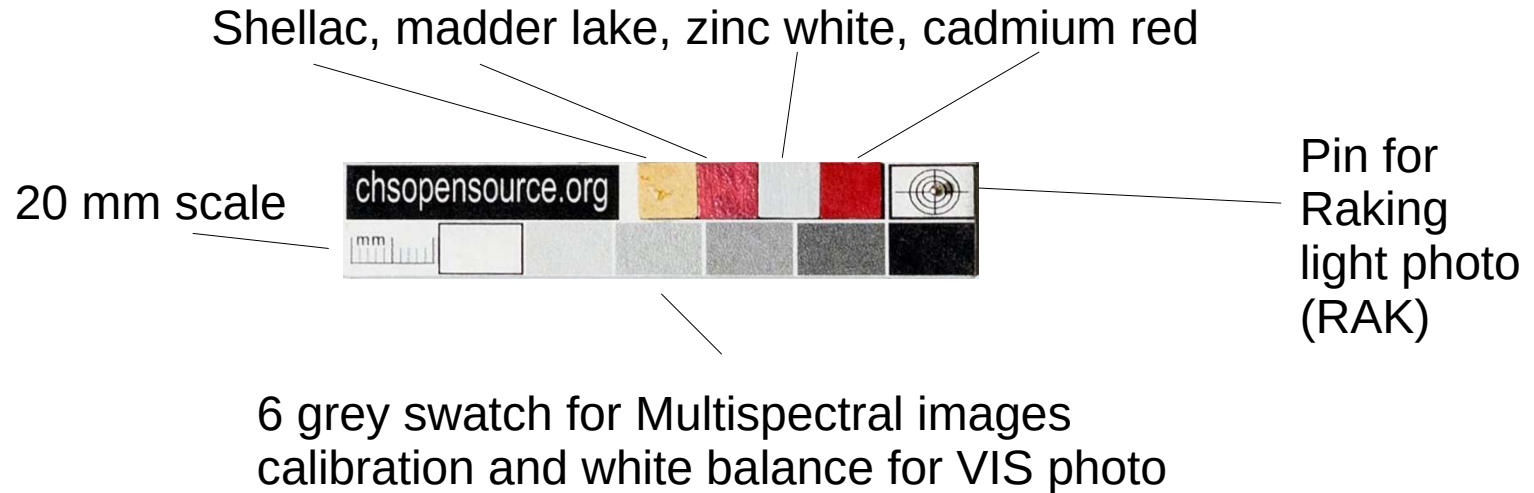 Shellac, madder lake, zinc white, cadmium red
20 mm scale
chsopensource.org
mm
Pin for
Raking
light photo
(RAK)
6 grey swatch for Multispectral images
calibration and white balance for VIS photo